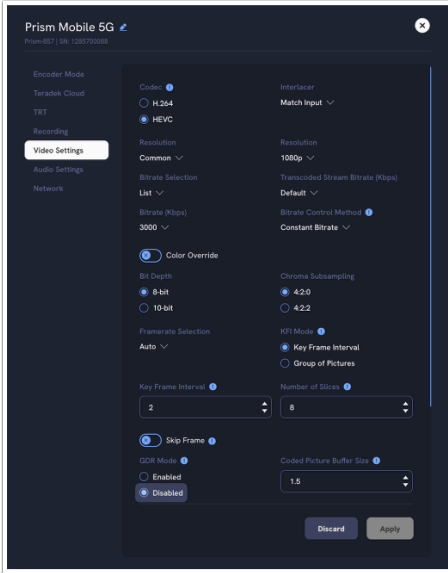 Prism Mobile 5G
Prism-857 | SN: 1285700088
Encoder Mode
Teradek Cloud
TRT
Recording
Video Settings
Audio Settings
Network
Codec
H.264
HEVC
Interlacer
Match Input
Resolution
Common
Resolution
1080p
Bitrate Selection
List
Transcoded Stream Bitrate (Kbps)
Default
Bitrate (Kbps)
3000
Bitrate Control Method
Constant Bitrate
Color Override
Bit Depth
8-bit
10-bit
Chroma Subsampling
4:2:0
4:2:2
Framerate Selection
Auto
KFI Mode
Key Frame Interval
Group of Pictures
Key Frame Interval
2
Number of Slices
8
Skip Frame
GDR Mode
Enabled
Disabled
Coded Picture Buffer Size
1.5
Discard
Apply